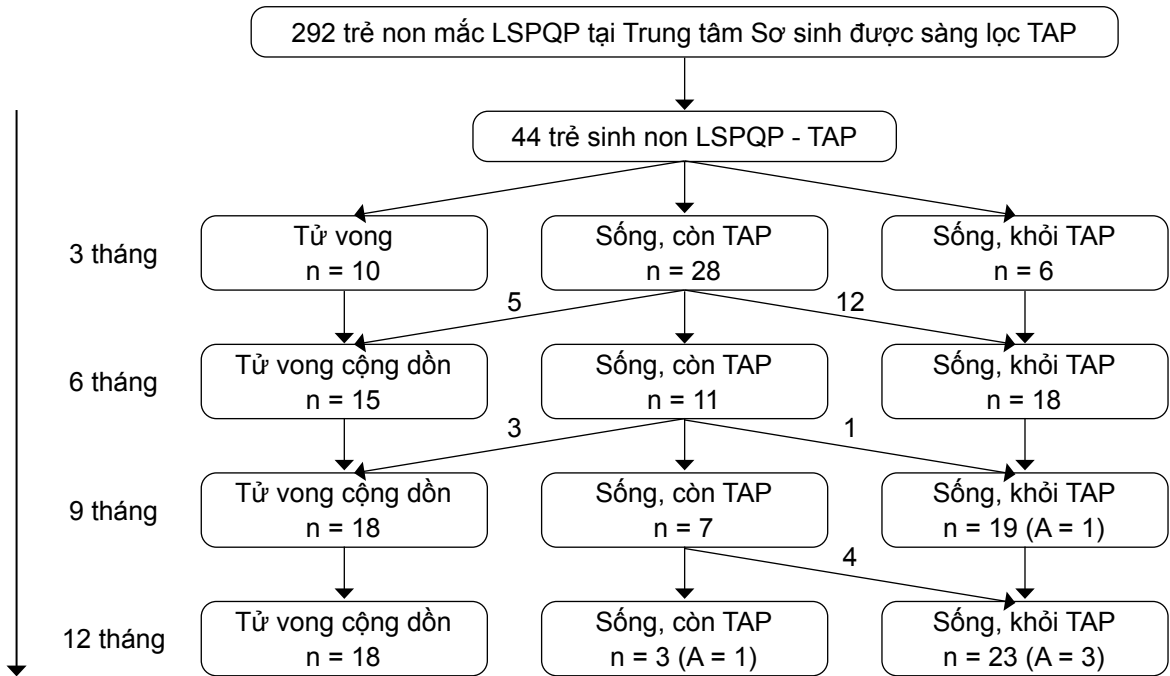 292 trẻ non mắc LSPQP tại Trung tâm Sơ sinh được sàng lọc TAP
44 trẻ sinh non LSPQP - TAP
3 tháng
Tử vong
n = 10
Sống, còn TAP
n = 28
Sống, khỏi TAP
n = 6
5
12
6 tháng
Tử vong cộng dồn
n = 15
Sống, còn TAP
n = 11
Sống, khỏi TAP
n = 18
3
1
9 tháng
Tử vong cộng dồn
n = 18
Sống, còn TAP
n = 7
Sống, khỏi TAP
n = 19 (A = 1)
4
12 tháng
Tử vong cộng dồn
n = 18
Sống, còn TAP
n = 3 (A = 1)
Sống, khỏi TAP
n = 23 (A = 3)